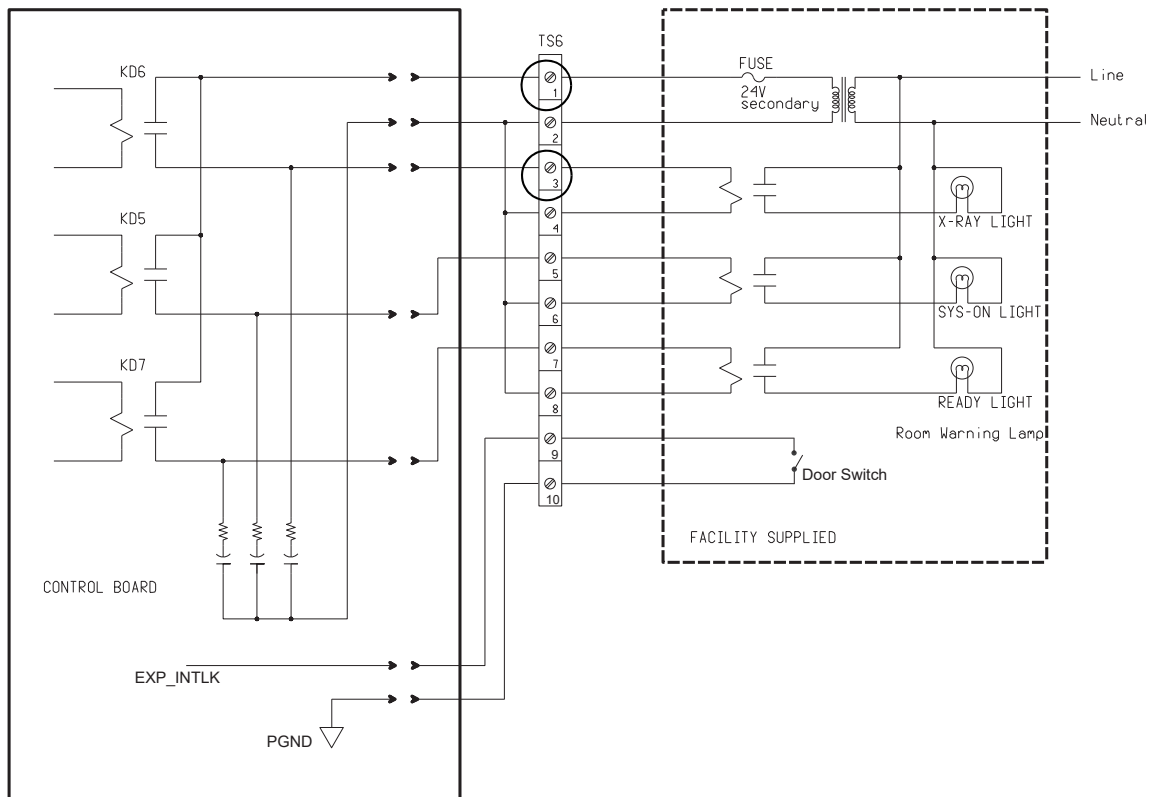 TS6
KD6
FUSE
24V
secondary
Line
Neutral
1
2
3
4
5
6
7
8
9
10
KD5
KD7
X-RAY LIGHT
SYS-ON LIGHT
READY LIGHT
Room Warning Lamp
Door Switch
FACILITY SUPPLIED
CONTROL BOARD
EXP_INTLK
PGND